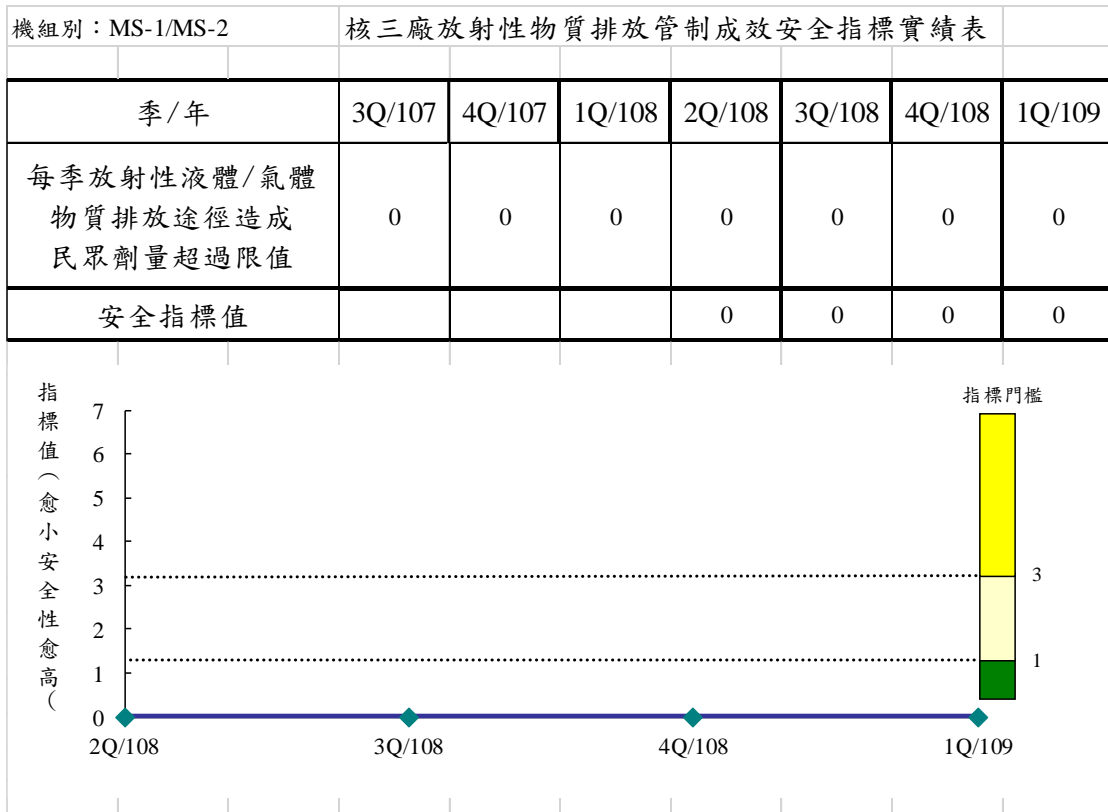 機組別：MS-1/MS-2 核三廠放射性物質排放管制成效安全指標實績表
季/年 3Q/107 4Q/107 1Q/108 2Q/108 3Q/108 4Q/108 1Q/109
每季放射性液體/氣體
物質排放途徑造成
民眾劑量超過限值
0 0 0 0 0 0 0
安全指標值 0 0 0 0
指標值（愈小安全性愈高（
指標門檻
7
6
5
4
3
2
1
0
3
1
2Q/108 3Q/108 4Q/108 1Q/109